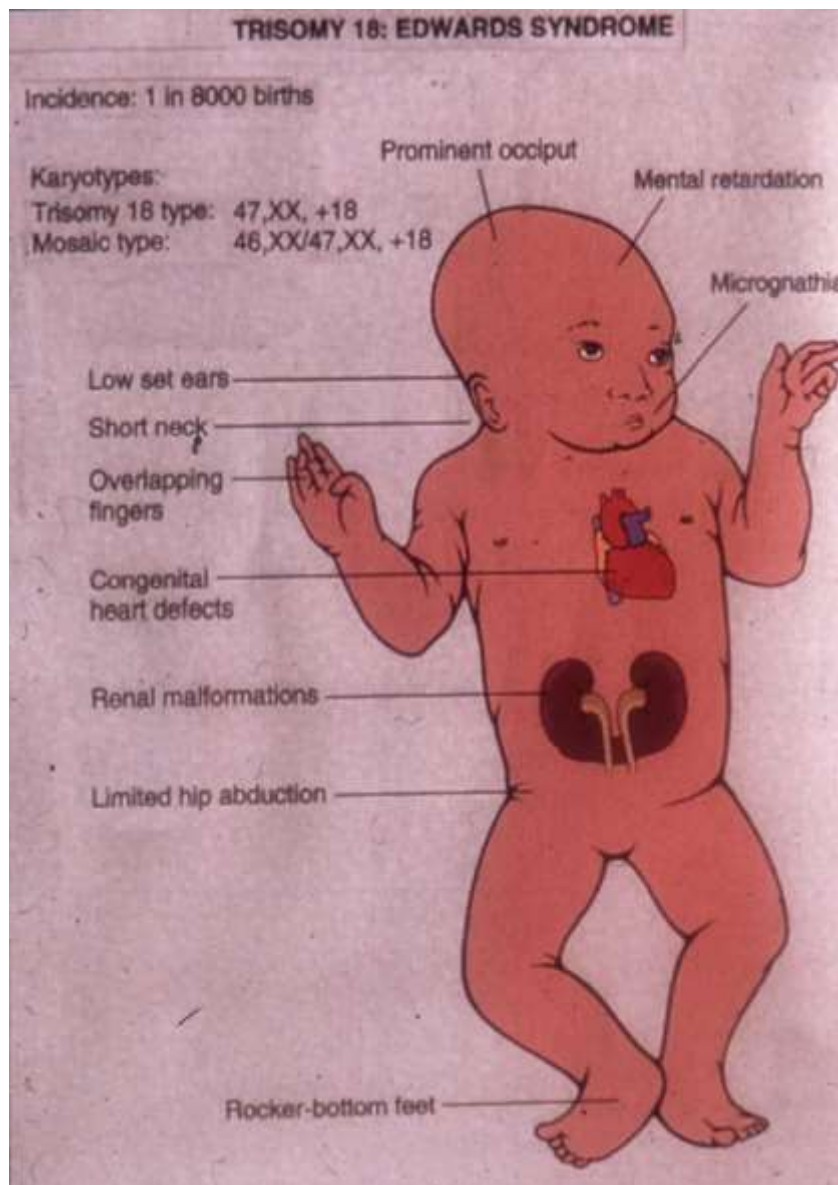 TRISOMY 18: EDWARDS SYNDROME
Incidence: 1 in 8000 births
Karyotypes:
Trisomy 18 type: 47,XX, +18
Mosaic type: 46,XX/47,XX, +18
Prominent occiput
Mental retardation
Micrognathia
Low set ears
Short neck
Overlapping
fingers
Congenital
heart defects
Renal malformations
Limited hip abduction
Rocker-bottom feet